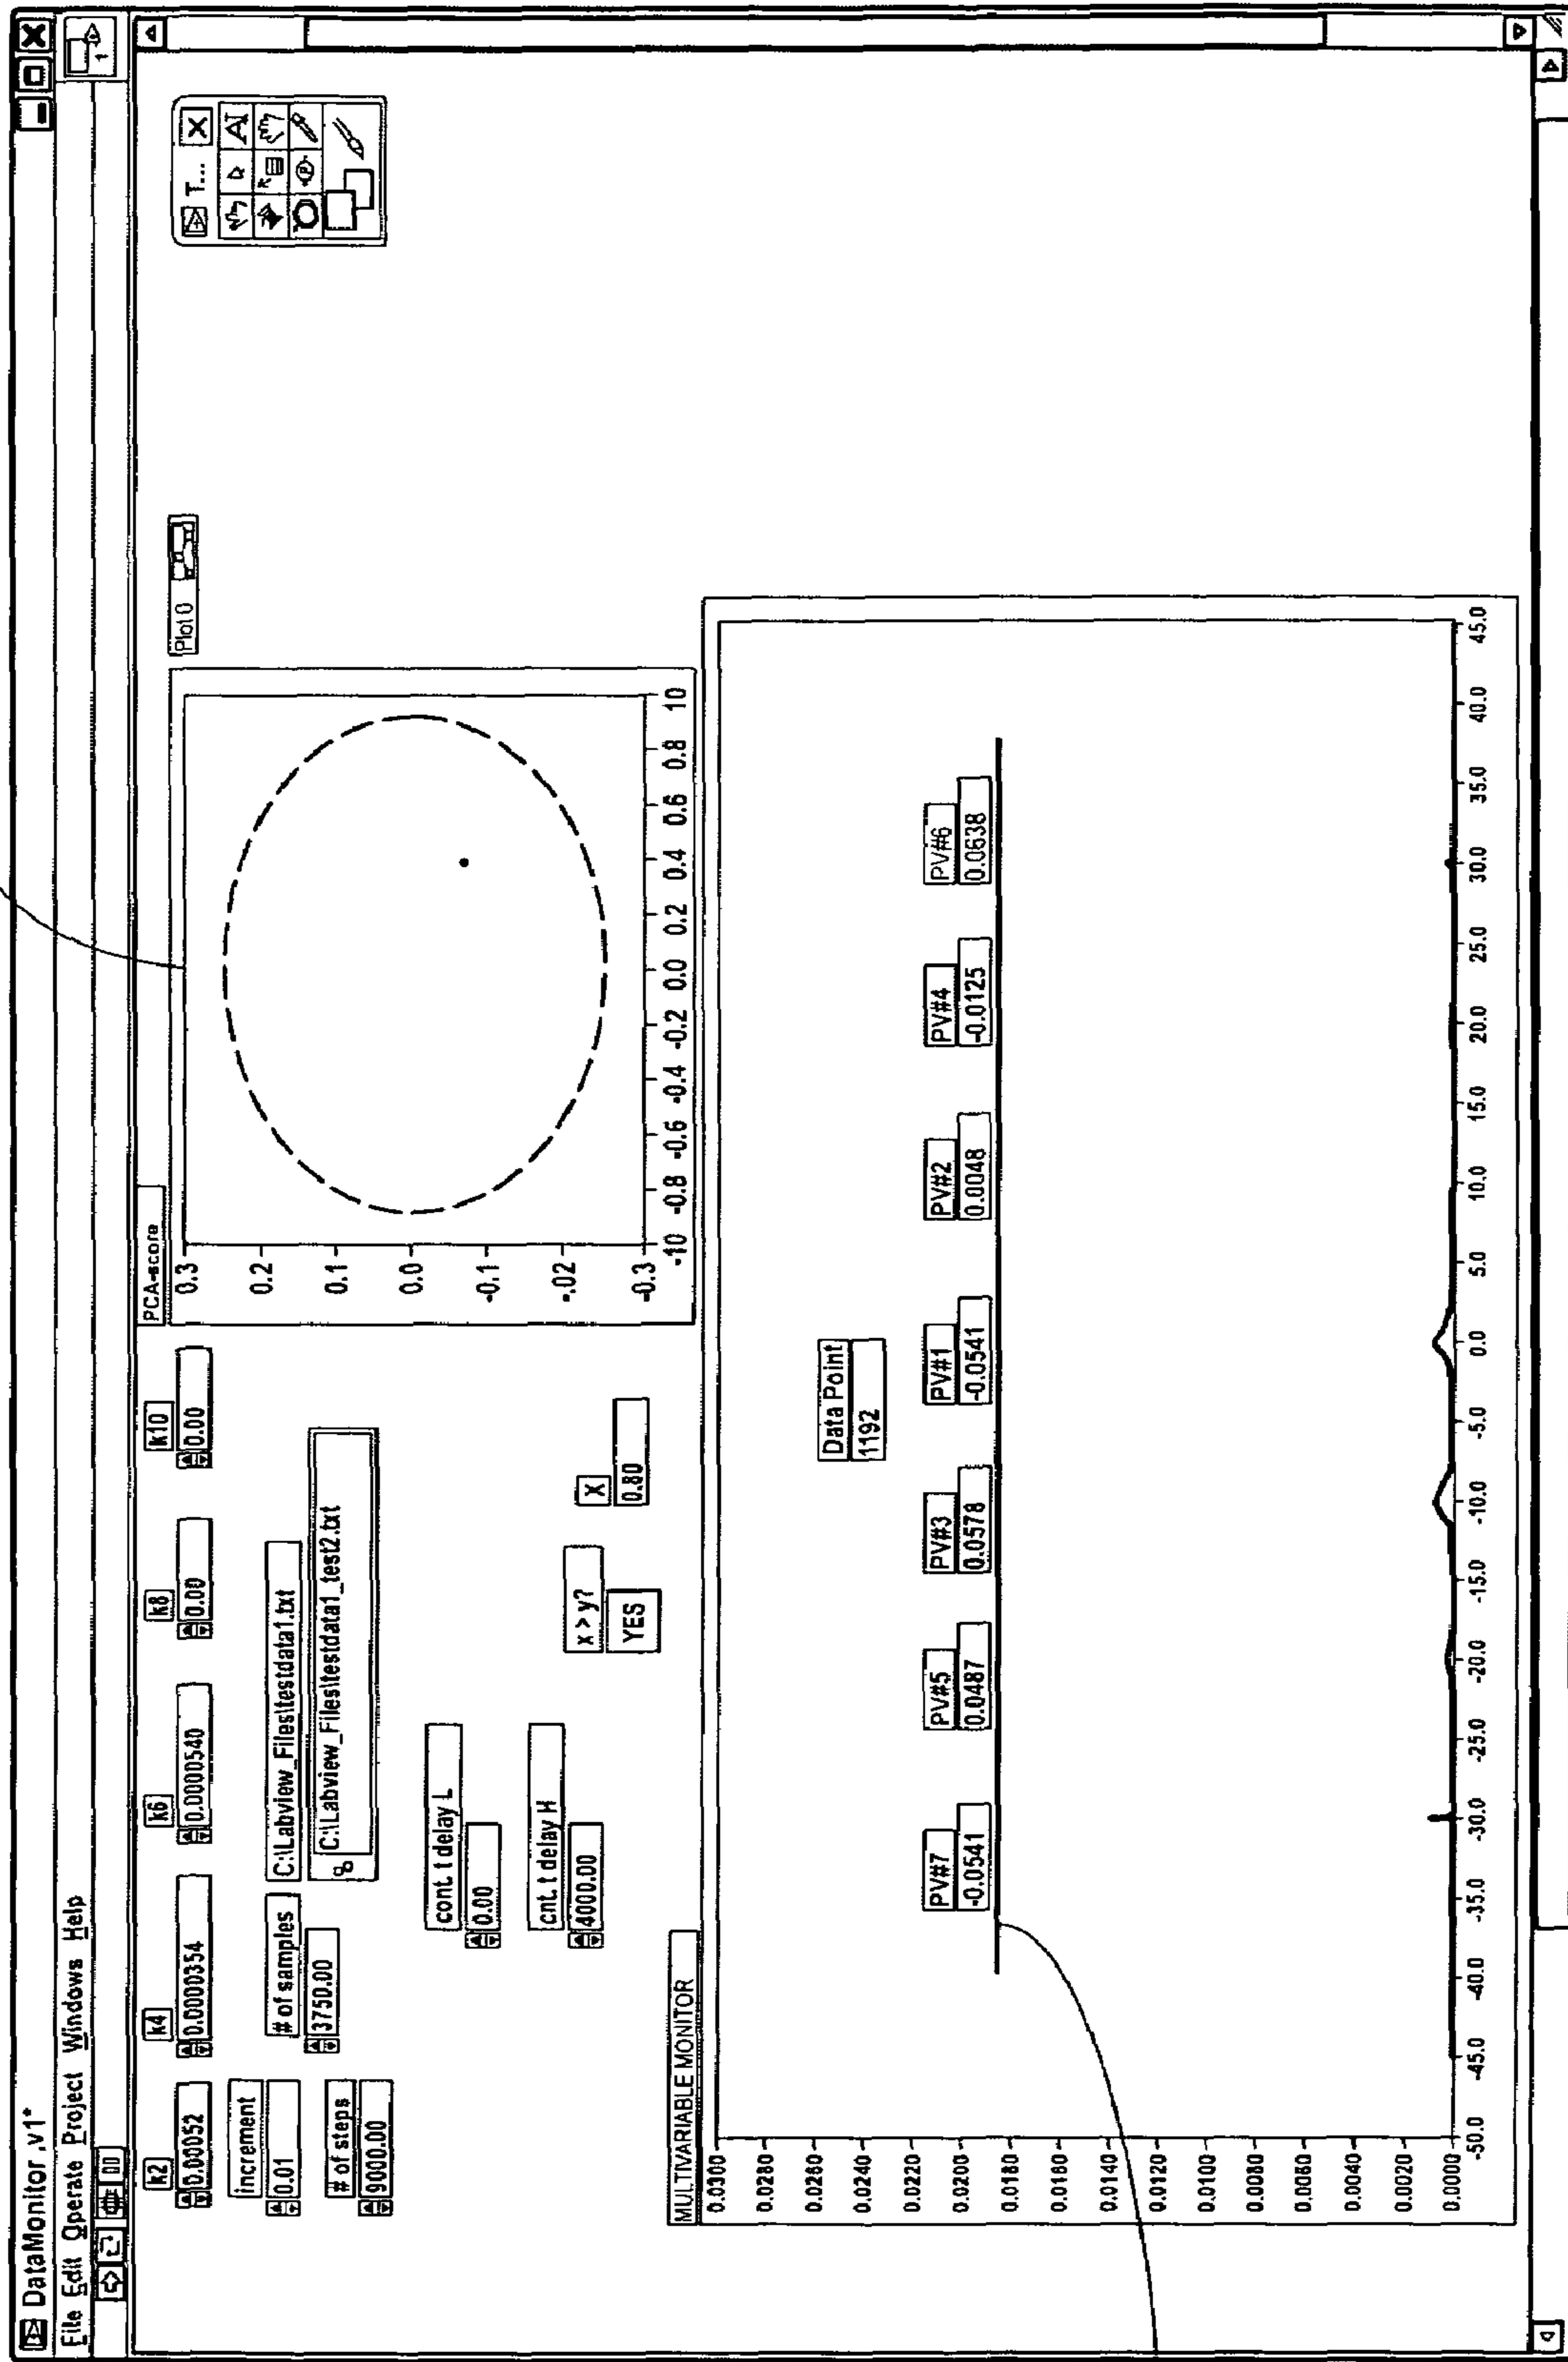 DataMonitor ,v1*
File Edit Operate Project Windows Help
1
k2
0.00052
k4
0.0000354
k6
0.0000540
k8
0.00
k10
0.00
increment
0.01
# of steps
9000.00
# of samples
3750.00
C:\Labview_Files\testdata1.txt
C:\Labview_Files\testdata1_test2.txt
cont. t delay L
0.00
cnt. t delay H
4000.00
x > y?
YES
X
0.80
PCA-score
Plot 0
0.3
0.2
0.1
0.0
-0.1
-.02
-0.3
-10 -0.8 -0.6 -0.4 -0.2 0.0 0.2 0.4 0.6 0.8 10
T...
A
MULTIVARIABLE MONITOR
0.0300
0.0280
0.0260
0.0240
0.0220
0.0200
0.0180
0.0160
0.0140
0.0120
0.0100
0.0080
0.0060
0.0040
0.0020
0.0000
Data Point
1192
PV#7 PV#5 PV#3 PV#1 PV#2 PV#4 PV#6
-0.0541 0.0487 0.0578 -0.0541 0.0048 -0.0125 0.0638
-50.0 -45.0 -40.0 -35.0 -30.0 -25.0 -20.0 -15.0 -10.0 -5.0 0.0 5.0 10.0 15.0 20.0 25.0 30.0 35.0 40.0 45.0